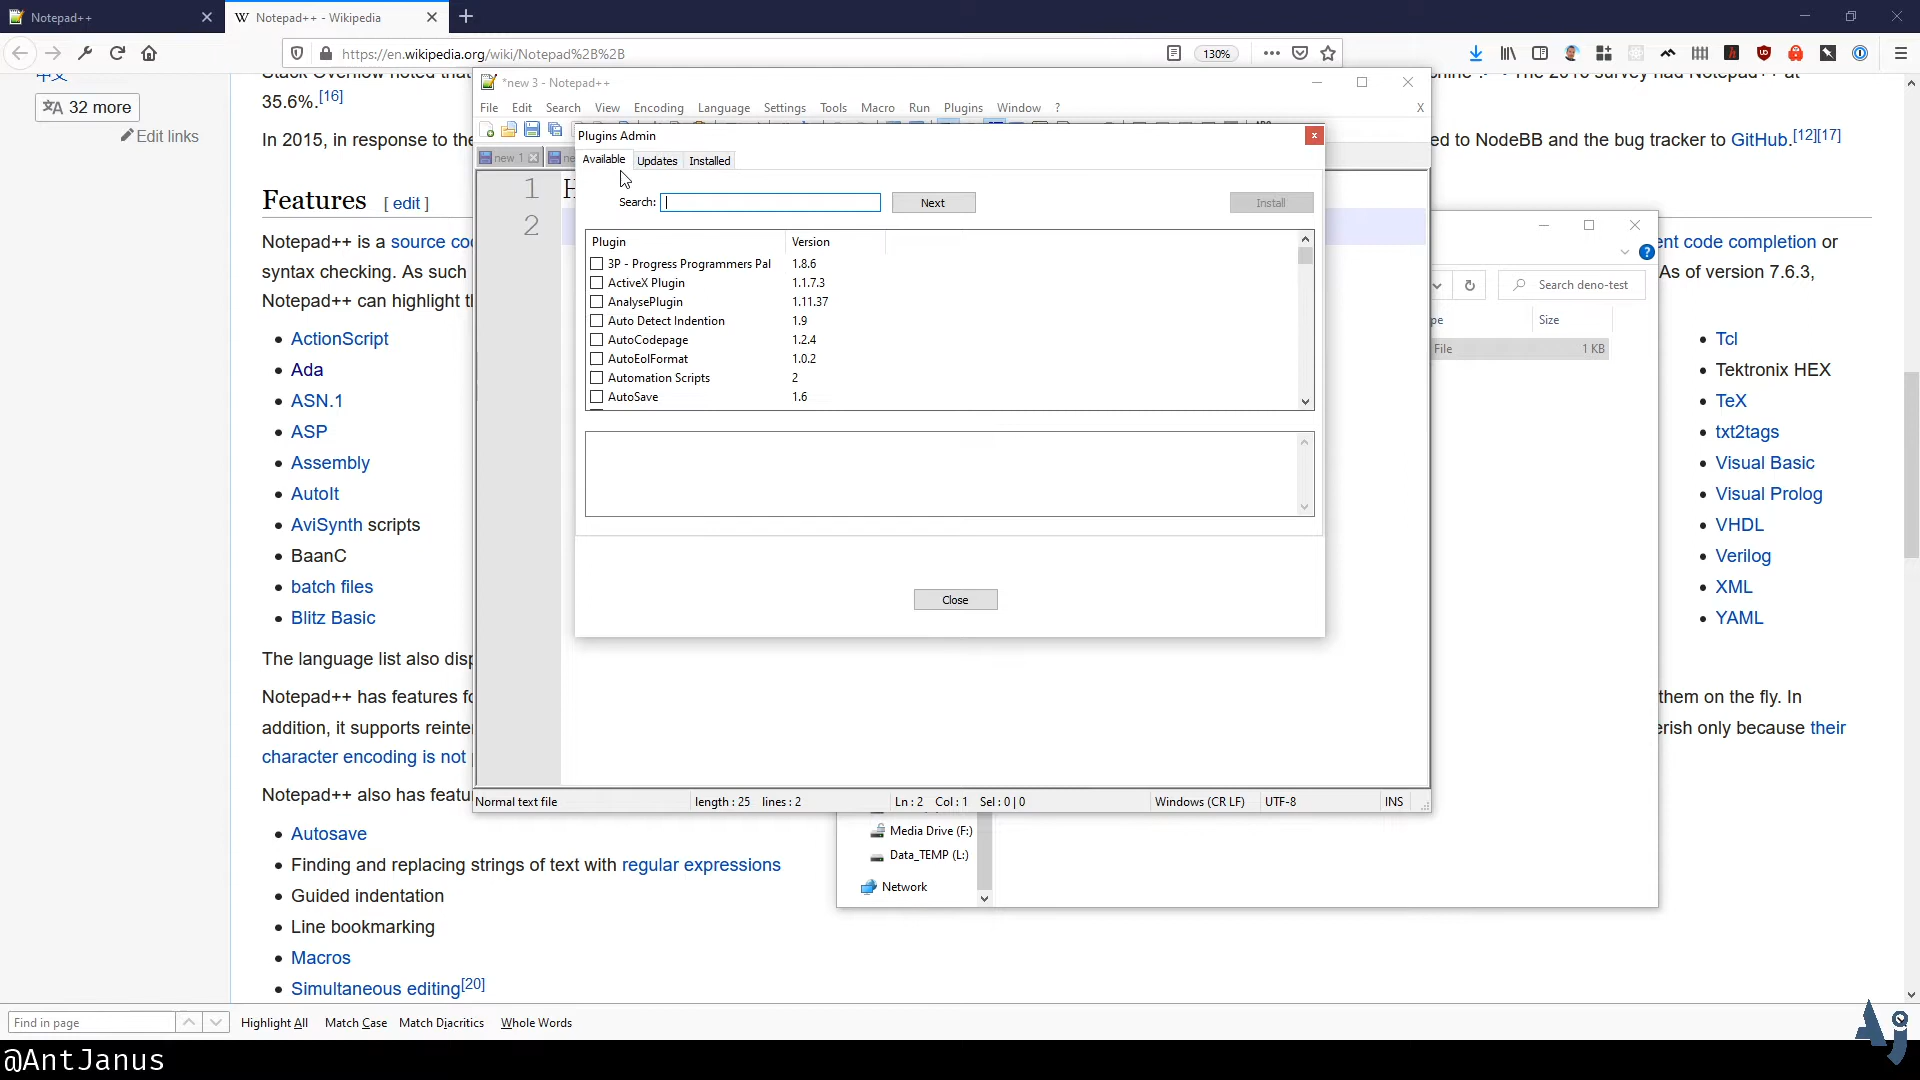 Notepad++
Notepad++ - Wikipedia
https://en.wikipedia.org/wiki/Notepad%2B%2B
130%
中文
32 more
Edit links
35.6%.[16]
In 2015, in response to the
ed to NodeBB and the bug tracker to GitHub.[12][17]
Features [ edit ]
Notepad++ is a source co
ent code completion or
syntax checking. As such
As of version 7.6.3,
Notepad++ can highlight t
ActionScript
Ada
ASN.1
ASP
Assembly
AutoIt
AviSynth scripts
BaanC
batch files
Blitz Basic
Tcl
Tektronix HEX
TeX
txt2tags
Visual Basic
Visual Prolog
VHDL
Verilog
XML
YAML
The language list also disp
Notepad++ has features fo
them on the fly. In
addition, it supports reinte
erish only because their
character encoding is not
Notepad++ also has featu
Autosave
Finding and replacing strings of text with regular expressions
Guided indentation
Line bookmarking
Macros
Simultaneous editing[20]
*new 3 - Notepad++
File Edit Search View Encoding Language Settings Tools Macro Run Plugins Window ? X
new 1
ne
1
2
Plugins Admin
Available Updates Installed
Search:
Next
Install
Plugin Version
3P - Progress Programmers Pal 1.8.6
ActiveX Plugin 1.1.7.3
AnalysePlugin 1.11.37
Auto Detect Indention 1.9
AutoCodepage 1.2.4
AutoEolFormat 1.0.2
Automation Scripts 2
AutoSave 1.6
Close
Normal text file length : 25 lines : 2 Ln : 2 Col : 1 Sel : 0 | 0 Windows (CR LF) UTF-8 INS
Search deno-test
pe Size
File 1 KB
Media Drive (F:)
Data_TEMP (L:)
Network
Find in page
Highlight All Match Case Match Diacritics Whole Words
@AntJanus
Aj